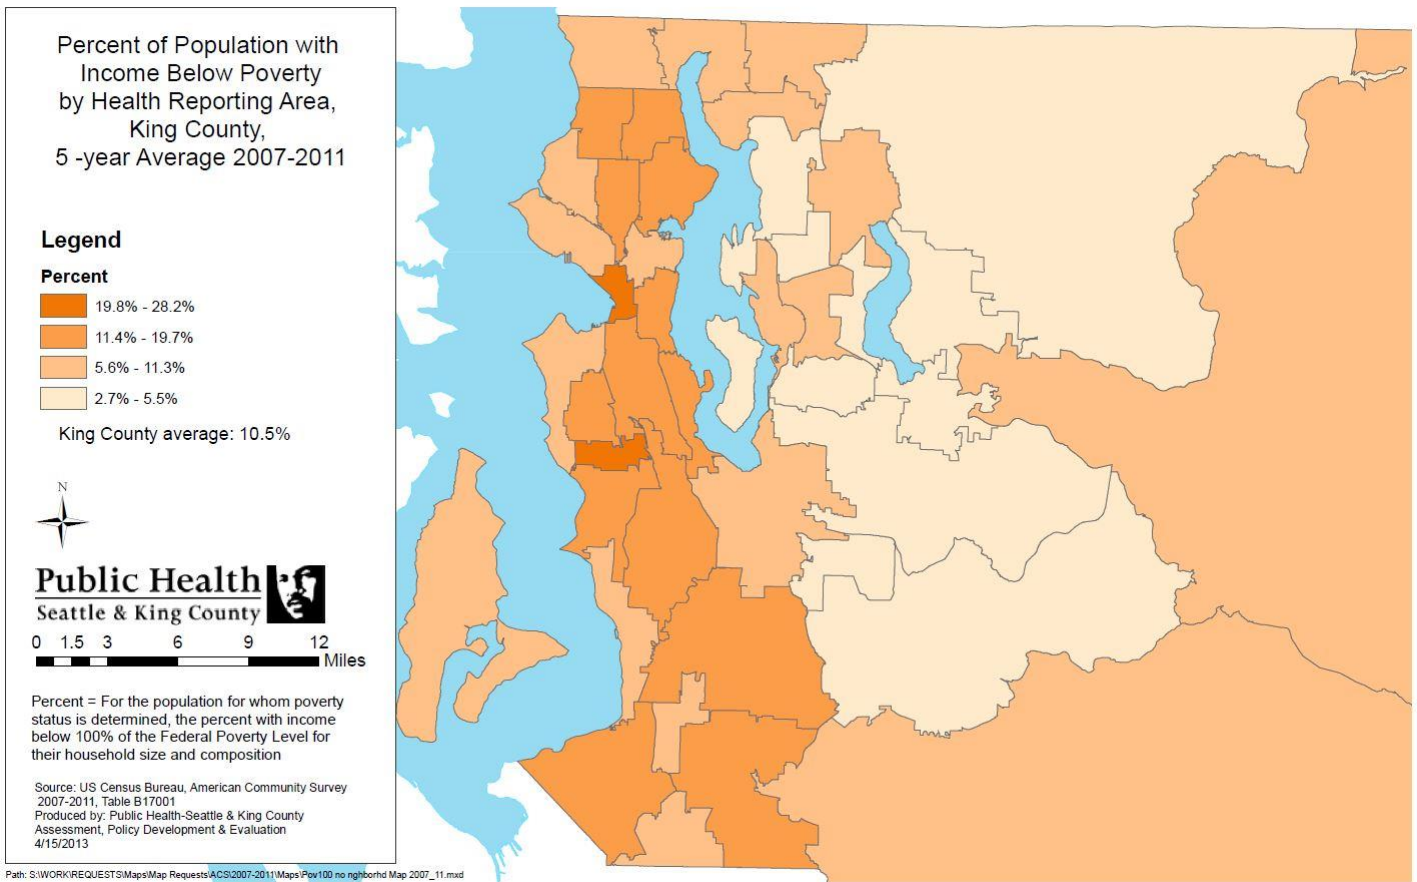 Percent of Population with
Income Below Poverty
by Health Reporting Area,
King County,
5 -year Average 2007-2011
Legend
Percent
19.8% - 28.2%
11.4% - 19.7%
5.6% - 11.3%
2.7% - 5.5%
King County average: 10.5%
N
Public Health
Seattle & King County
0 1.5 3 6 9 12
Miles
Percent = For the population for whom poverty
status is determined, the percent with income
below 100% of the Federal Poverty Level for
their household size and composition
Source: US Census Bureau, American Community Survey
2007-2011, Table B17001
Produced by: Public Health-Seattle & King County
Assessment, Policy Development & Evaluation
4/15/2013
Path: S:\WORK\REQUESTS\Maps\Map Requests\ACS\2007-2011\Maps\Pov100 no nghborhd Map 2007_11.mxd